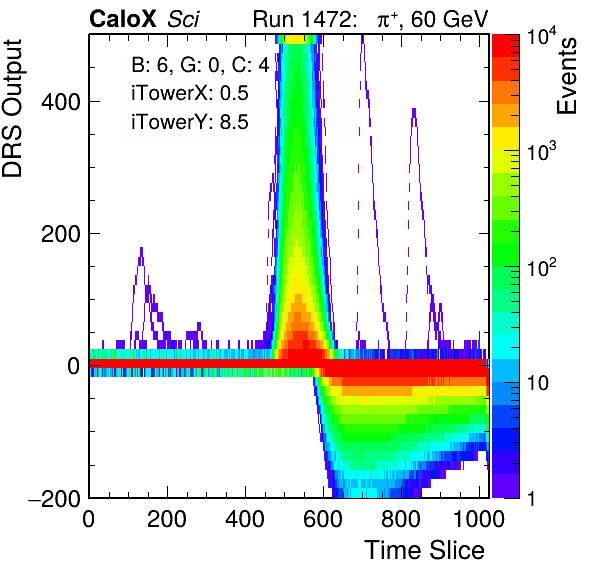 CaloX Sci Run 1472: π⁺, 60 GeV
B: 6, G: 0, C: 4
iTowerX: 0.5
iTowerY: 8.5
DRS Output
400
200
0
−200
0 200 400 600 800 1000
Time Slice
10⁴
10³
10²
10
1
Events